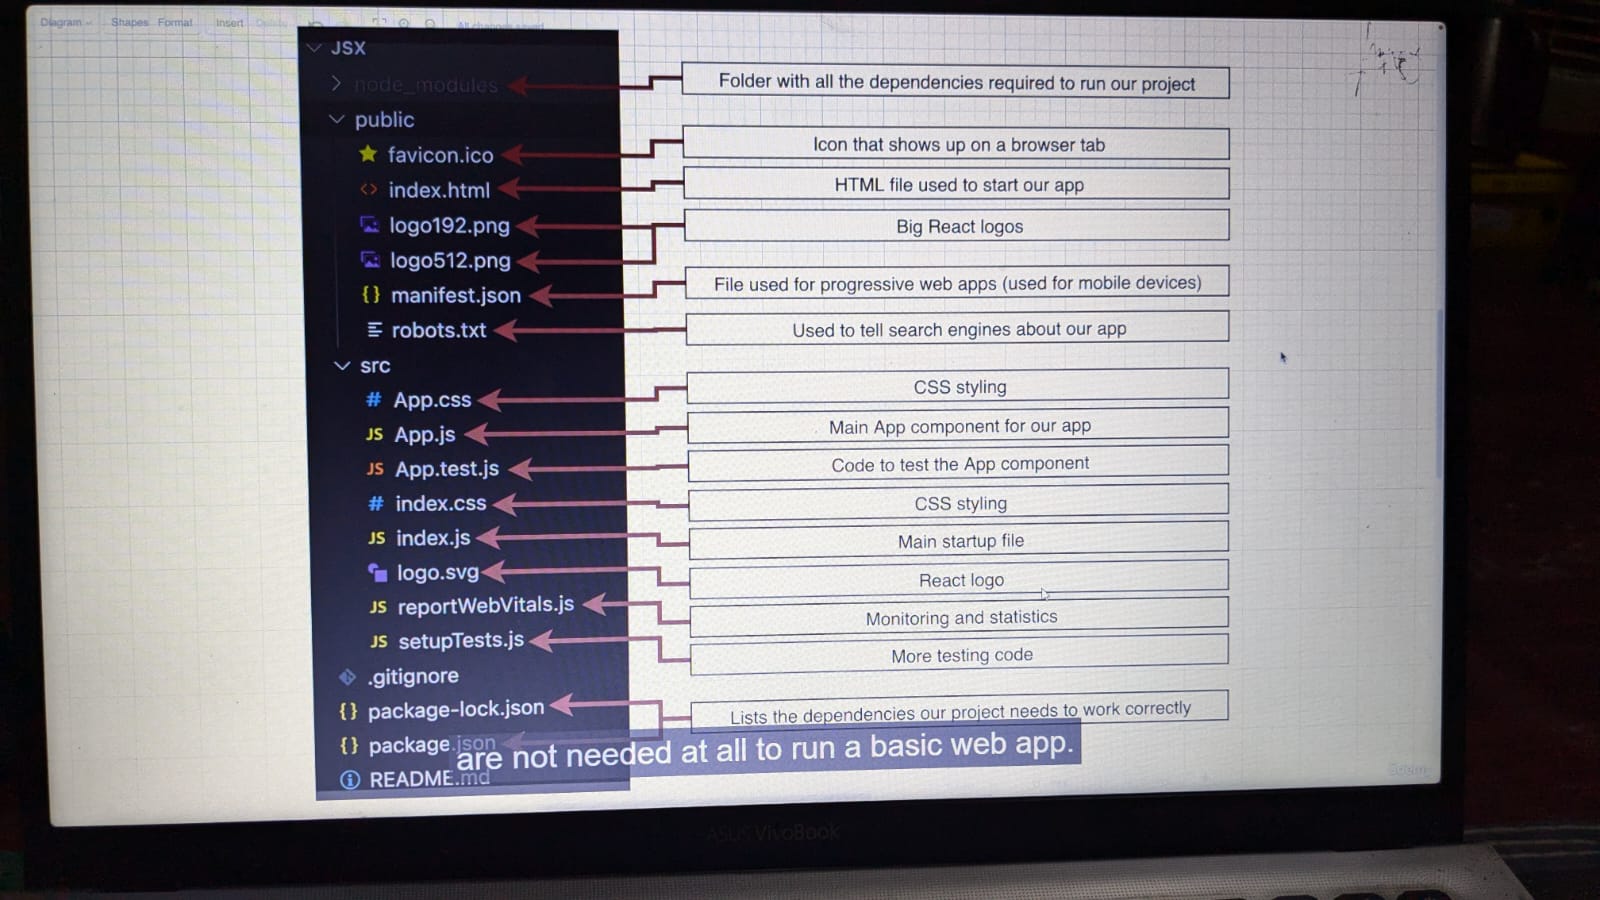 Diagram
Shapes Format Insert Delete All changes saved
JSX
node_modules
Folder with all the dependencies required to run our project
public
favicon.ico
Icon that shows up on a browser tab
index.html
HTML file used to start our app
logo192.png
Big React logos
logo512.png
manifest.json
File used for progressive web apps (used for mobile devices)
robots.txt
Used to tell search engines about our app
src
App.css
CSS styling
App.js
Main App component for our app
App.test.js
Code to test the App component
index.css
CSS styling
index.js
Main startup file
logo.svg
React logo
reportWebVitals.js
Monitoring and statistics
setupTests.js
More testing code
.gitignore
package-lock.json
Lists the dependencies our project needs to work correctly
package.json
are not needed at all to run a basic web app.
README.md
Udemy
ASUS VivoBook